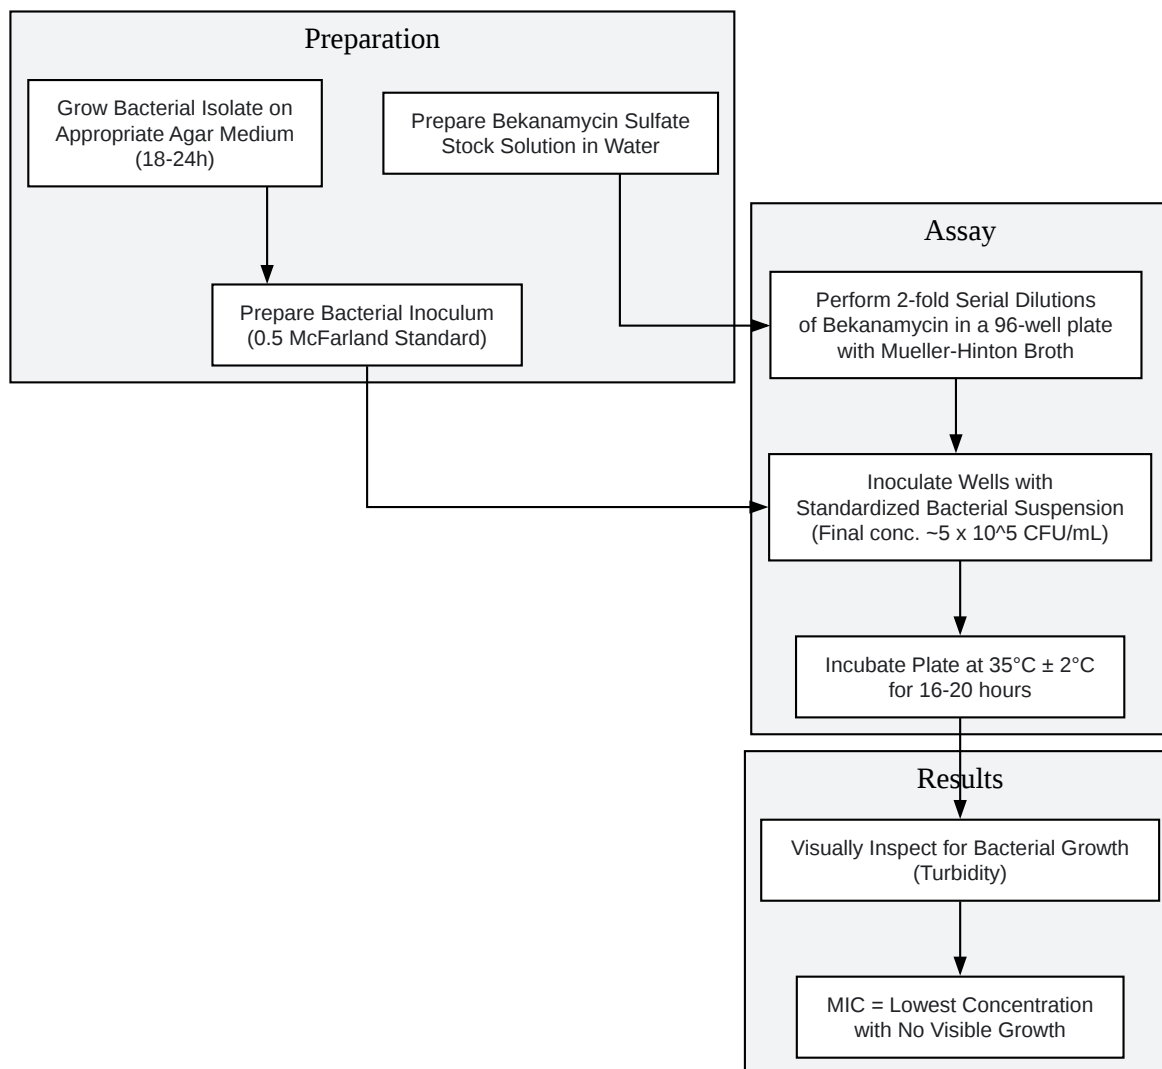 Preparation
Grow Bacterial Isolate on
Appropriate Agar Medium
(18-24h)
Prepare Bekanamycin Sulfate
Stock Solution in Water
Prepare Bacterial Inoculum
(0.5 McFarland Standard)
Assay
Perform 2-fold Serial Dilutions
of Bekanamycin in a 96-well plate
with Mueller-Hinton Broth
Inoculate Wells with
Standardized Bacterial Suspension
(Final conc. ~5 x 10^5 CFU/mL)
Incubate Plate at 35°C ± 2°C
for 16-20 hours
Results
Visually Inspect for Bacterial Growth
(Turbidity)
MIC = Lowest Concentration
with No Visible Growth